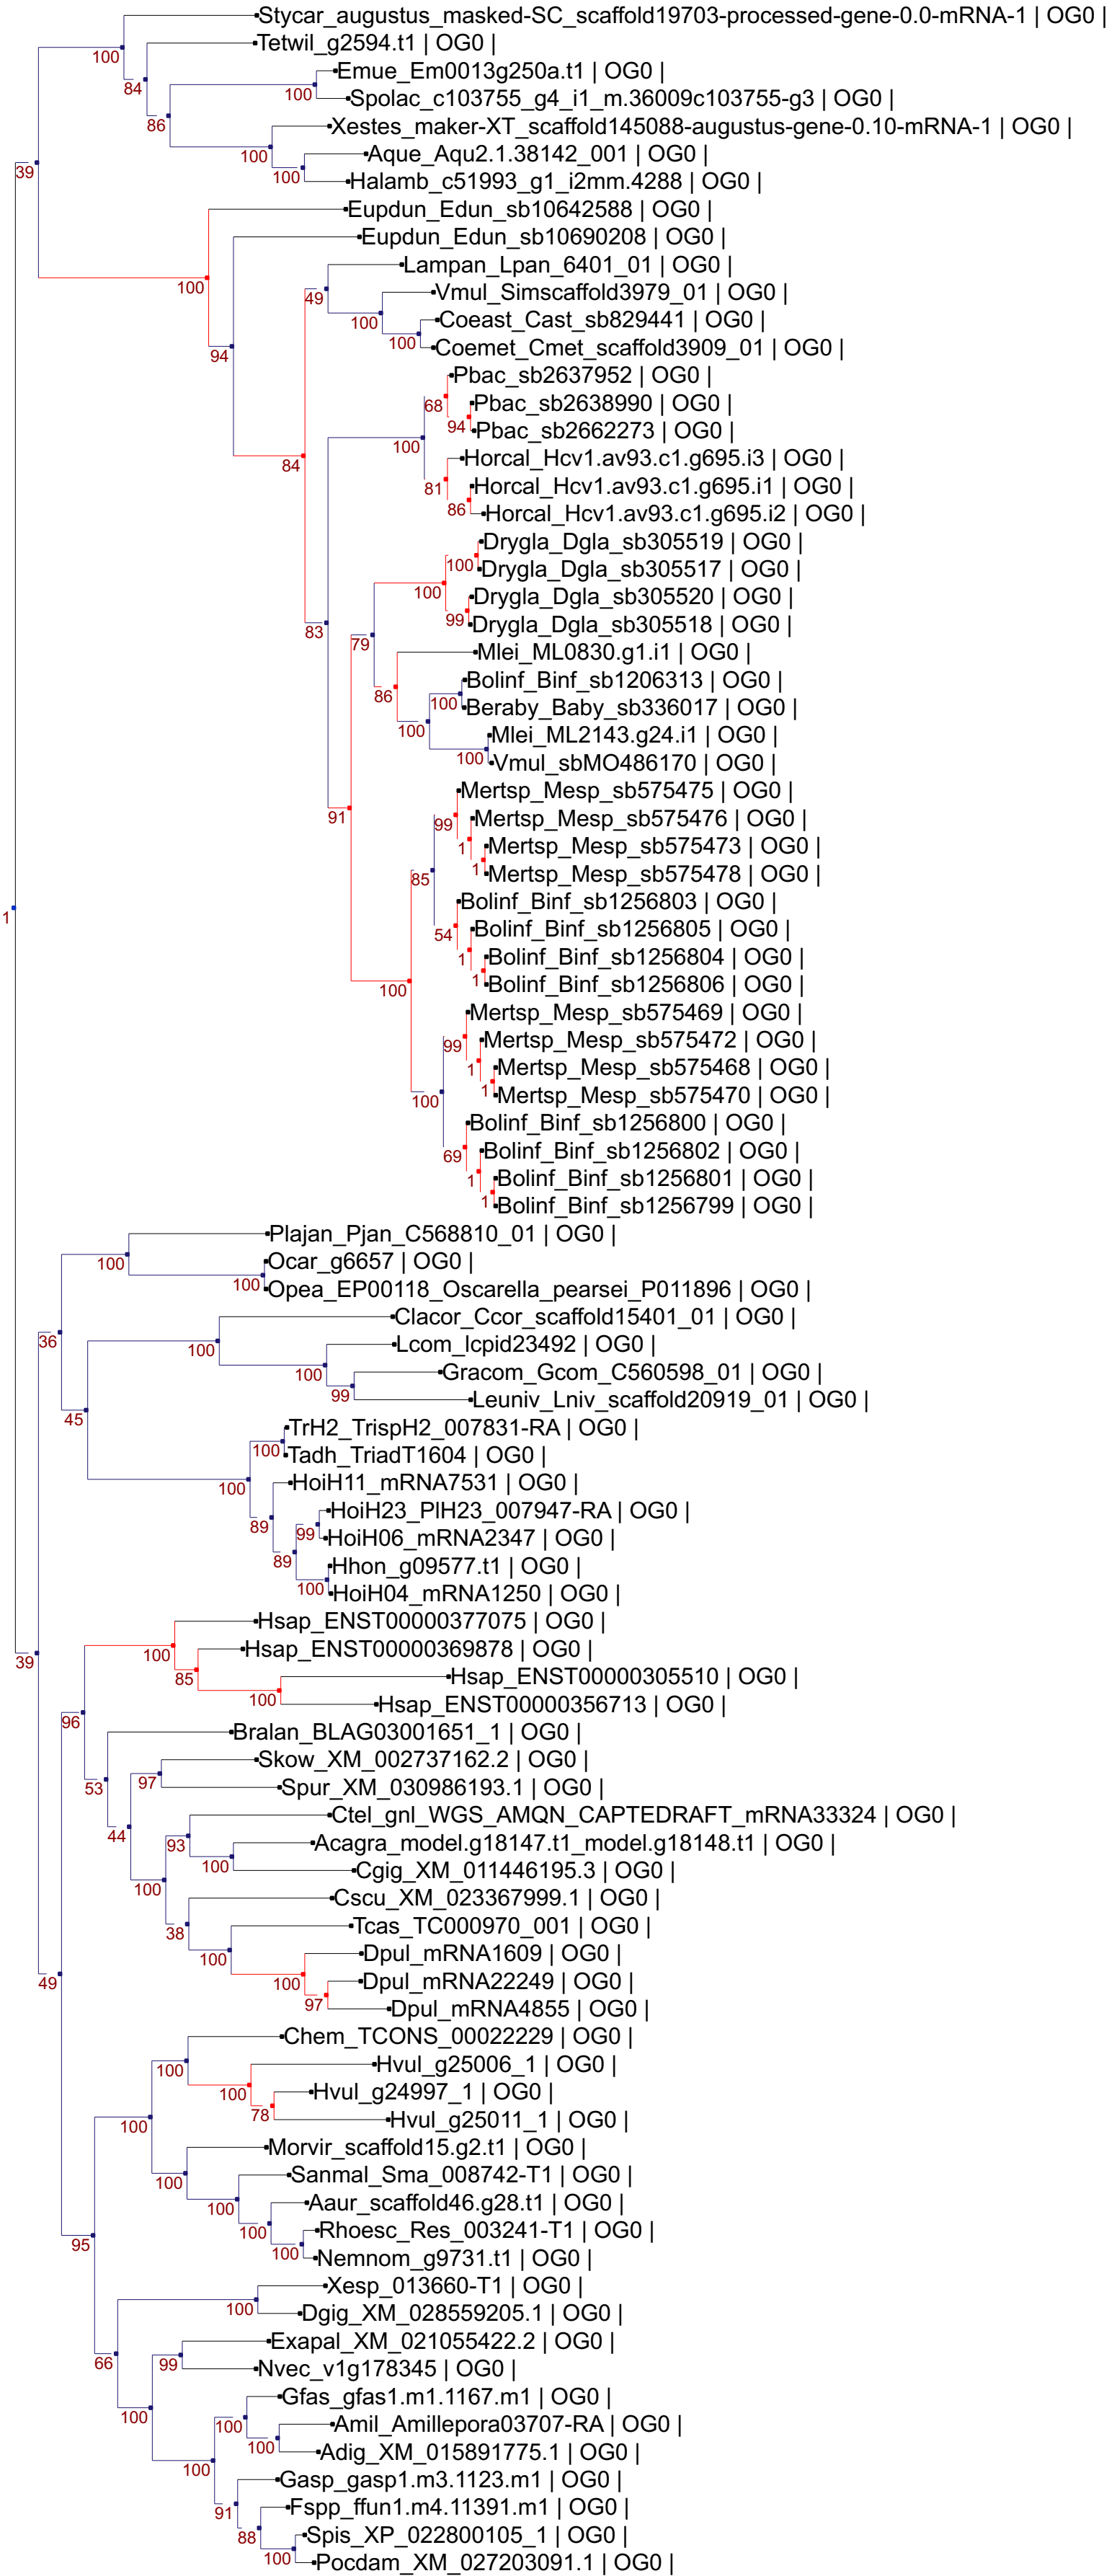 Stycar_augustus_masked-SC_scaffold19703-processed-gene-0.0-mRNA-1 | OG0 |
100
Tetwil_g2594.t1 | OG0 |
84
Emue_Em0013g250a.t1 | OG0 |
100
Spolac_c103755_g4_i1_m.36009c103755-g3 | OG0 |
86
Xestes_maker-XT_scaffold145088-augustus-gene-0.10-mRNA-1 | OG0 |
100
Aque_Aqu2.1.38142_001 | OG0 |
39
100
Halamb_c51993_g1_i2mm.4288 | OG0 |
Eupdun_Edun_sb10642588 | OG0 |
Eupdun_Edun_sb10690208 | OG0 |
Lampan_Lpan_6401_01 | OG0 |
100
49
Vmul_Simscaffold3979_01 | OG0 |
100
Coeast_Cast_sb829441 | OG0 |
100
Coemet_Cmet_scaffold3909_01 | OG0 |
94
Pbac_sb2637952 | OG0 |
68
Pbac_sb2638990 | OG0 |
94
Pbac_sb2662273 | OG0 |
100
Horcal_Hcv1.av93.c1.g695.i3 | OG0 |
84
81
Horcal_Hcv1.av93.c1.g695.i1 | OG0 |
86
Horcal_Hcv1.av93.c1.g695.i2 | OG0 |
Drygla_Dgla_sb305519 | OG0 |
100
Drygla_Dgla_sb305517 | OG0 |
100
Drygla_Dgla_sb305520 | OG0 |
99
Drygla_Dgla_sb305518 | OG0 |
83
79
Mlei_ML0830.g1.i1 | OG0 |
Bolinf_Binf_sb1206313 | OG0 |
86
100
Beraby_Baby_sb336017 | OG0 |
100
Mlei_ML2143.g24.i1 | OG0 |
100
Vmul_sbMO486170 | OG0 |
Mertsp_Mesp_sb575475 | OG0 |
91
99
Mertsp_Mesp_sb575476 | OG0 |
1
Mertsp_Mesp_sb575473 | OG0 |
1
Mertsp_Mesp_sb575478 | OG0 |
85
Bolinf_Binf_sb1256803 | OG0 |
1
Bolinf_Binf_sb1256805 | OG0 |
54
Bolinf_Binf_sb1256804 | OG0 |
1
1
Bolinf_Binf_sb1256806 | OG0 |
100
Mertsp_Mesp_sb575469 | OG0 |
Mertsp_Mesp_sb575472 | OG0 |
99
Mertsp_Mesp_sb575468 | OG0 |
1
1
Mertsp_Mesp_sb575470 | OG0 |
100
Bolinf_Binf_sb1256800 | OG0 |
Bolinf_Binf_sb1256802 | OG0 |
69
Bolinf_Binf_sb1256801 | OG0 |
1
1
Bolinf_Binf_sb1256799 | OG0 |
Plajan_Pjan_C568810_01 | OG0 |
100
Ocar_g6657 | OG0 |
100
Opea_EP00118_Oscarella_pearsei_P011896 | OG0 |
Clacor_Ccor_scaffold15401_01 | OG0 |
36
100
Lcom_lcpid23492 | OG0 |
100
Gracom_Gcom_C560598_01 | OG0 |
99
Leuniv_Lniv_scaffold20919_01 | OG0 |
45
TrH2_TrispH2_007831-RA | OG0 |
100
Tadh_TriadT1604 | OG0 |
100
HoiH11_mRNA7531 | OG0 |
HoiH23_PlH23_007947-RA | OG0 |
89
99
HoiH06_mRNA2347 | OG0 |
89
Hhon_g09577.t1 | OG0 |
100
HoiH04_mRNA1250 | OG0 |
Hsap_ENST00000377075 | OG0 |
100
Hsap_ENST00000369878 | OG0 |
39
85
Hsap_ENST00000305510 | OG0 |
100
Hsap_ENST00000356713 | OG0 |
96
Bralan_BLAG03001651_1 | OG0 |
Skow_XM_002737162.2 | OG0 |
53
97
Spur_XM_030986193.1 | OG0 |
Ctel_gnl_WGS_AMQN_CAPTEDRAFT_mRNA33324 | OG0 |
44
93
Acagra_model.g18147.t1_model.g18148.t1 | OG0 |
100
Cgig_XM_011446195.3 | OG0 |
100
Cscu_XM_023367999.1 | OG0 |
38
Tcas_TC000970_001 | OG0 |
100
Dpul_mRNA1609 | OG0 |
49
100
Dpul_mRNA22249 | OG0 |
97
Dpul_mRNA4855 | OG0 |
Chem_TCONS_00022229 | OG0 |
100
Hvul_g25006_1 | OG0 |
100
Hvul_g24997_1 | OG0 |
78
Hvul_g25011_1 | OG0 |
100
Morvir_scaffold15.g2.t1 | OG0 |
100
Sanmal_Sma_008742-T1 | OG0 |
100
Aaur_scaffold46.g28.t1 | OG0 |
100
Rhoesc_Res_003241-T1 | OG0 |
95
100
Nemnom_g9731.t1 | OG0 |
Xesp_013660-T1 | OG0 |
100
Dgig_XM_028559205.1 | OG0 |
Exapal_XM_021055422.2 | OG0 |
66
99
Nvec_v1g178345 | OG0 |
Gfas_gfas1.m1.1167.m1 | OG0 |
100
100
Amil_Amillepora03707-RA | OG0 |
100
Adig_XM_015891775.1 | OG0 |
100
Gasp_gasp1.m3.1123.m1 | OG0 |
91
Fspp_ffun1.m4.11391.m1 | OG0 |
88
Spis_XP_022800105_1 | OG0 |
100
Pocdam_XM_027203091.1 | OG0 |
1